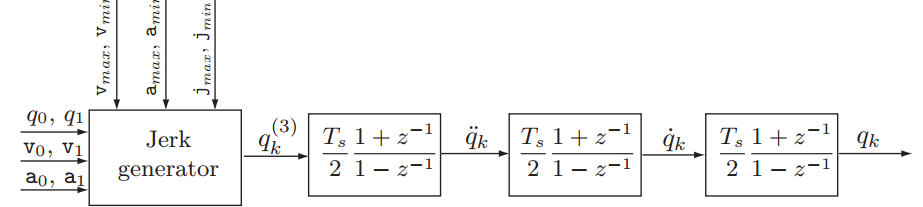 v_max, v_min
a_max, a_min
j_max, j_min
q_0, q_1
v_0, v_1
a_0, a_1
Jerk
generator
q_k^(3)
T_s/2 (1 + z^−1)/(1 − z^−1)
q̈_k
T_s/2 (1 + z^−1)/(1 − z^−1)
q̇_k
T_s/2 (1 + z^−1)/(1 − z^−1)
q_k